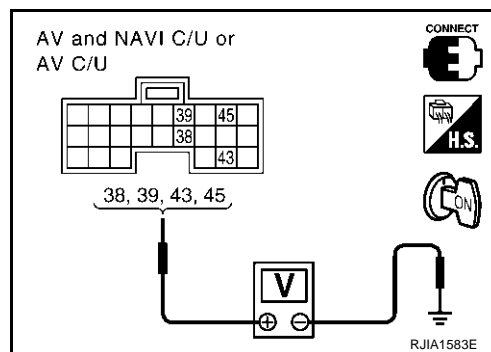 AV and NAVI C/U or
AV C/U
CONNECT
39 45
38
43
H.S.
38, 39, 43, 45
ON
V
+ −
RJIA1583E